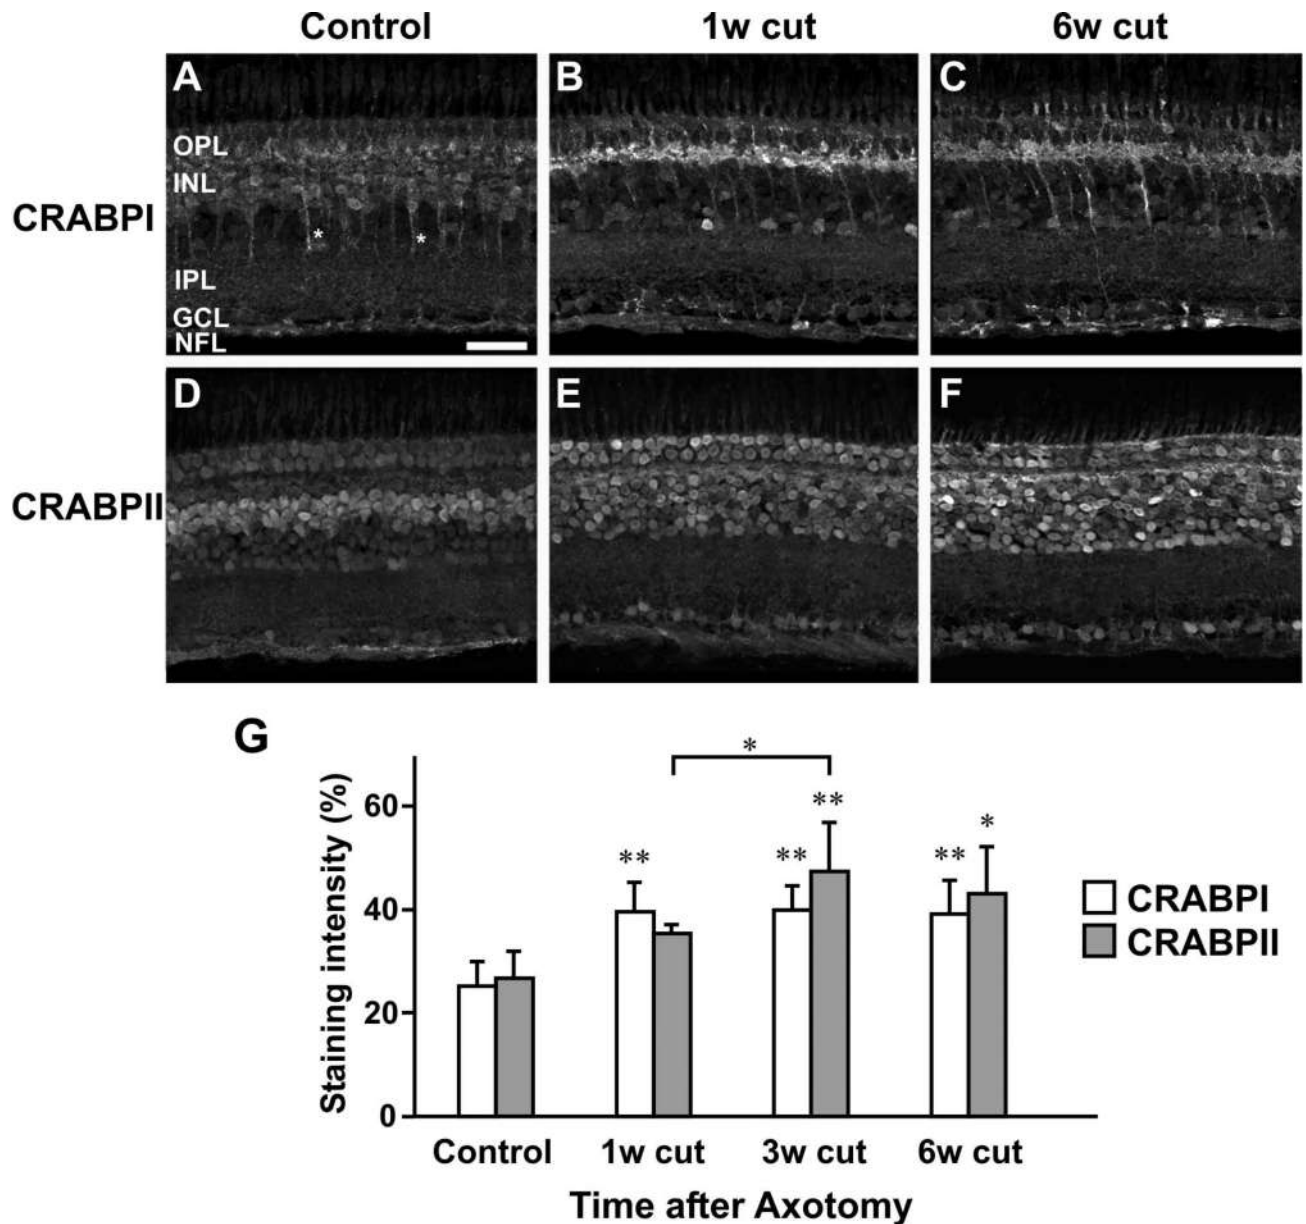 Control 1w cut 6w cut
A B C
OPL
INL
CRABPI
* *
IPL
GCL
NFL
D E F
CRABPII
G
*
** ** ** ** *
Staining intensity (%)
60
40
20
0
CRABPI
CRABPII
Control 1w cut 3w cut 6w cut
Time after Axotomy